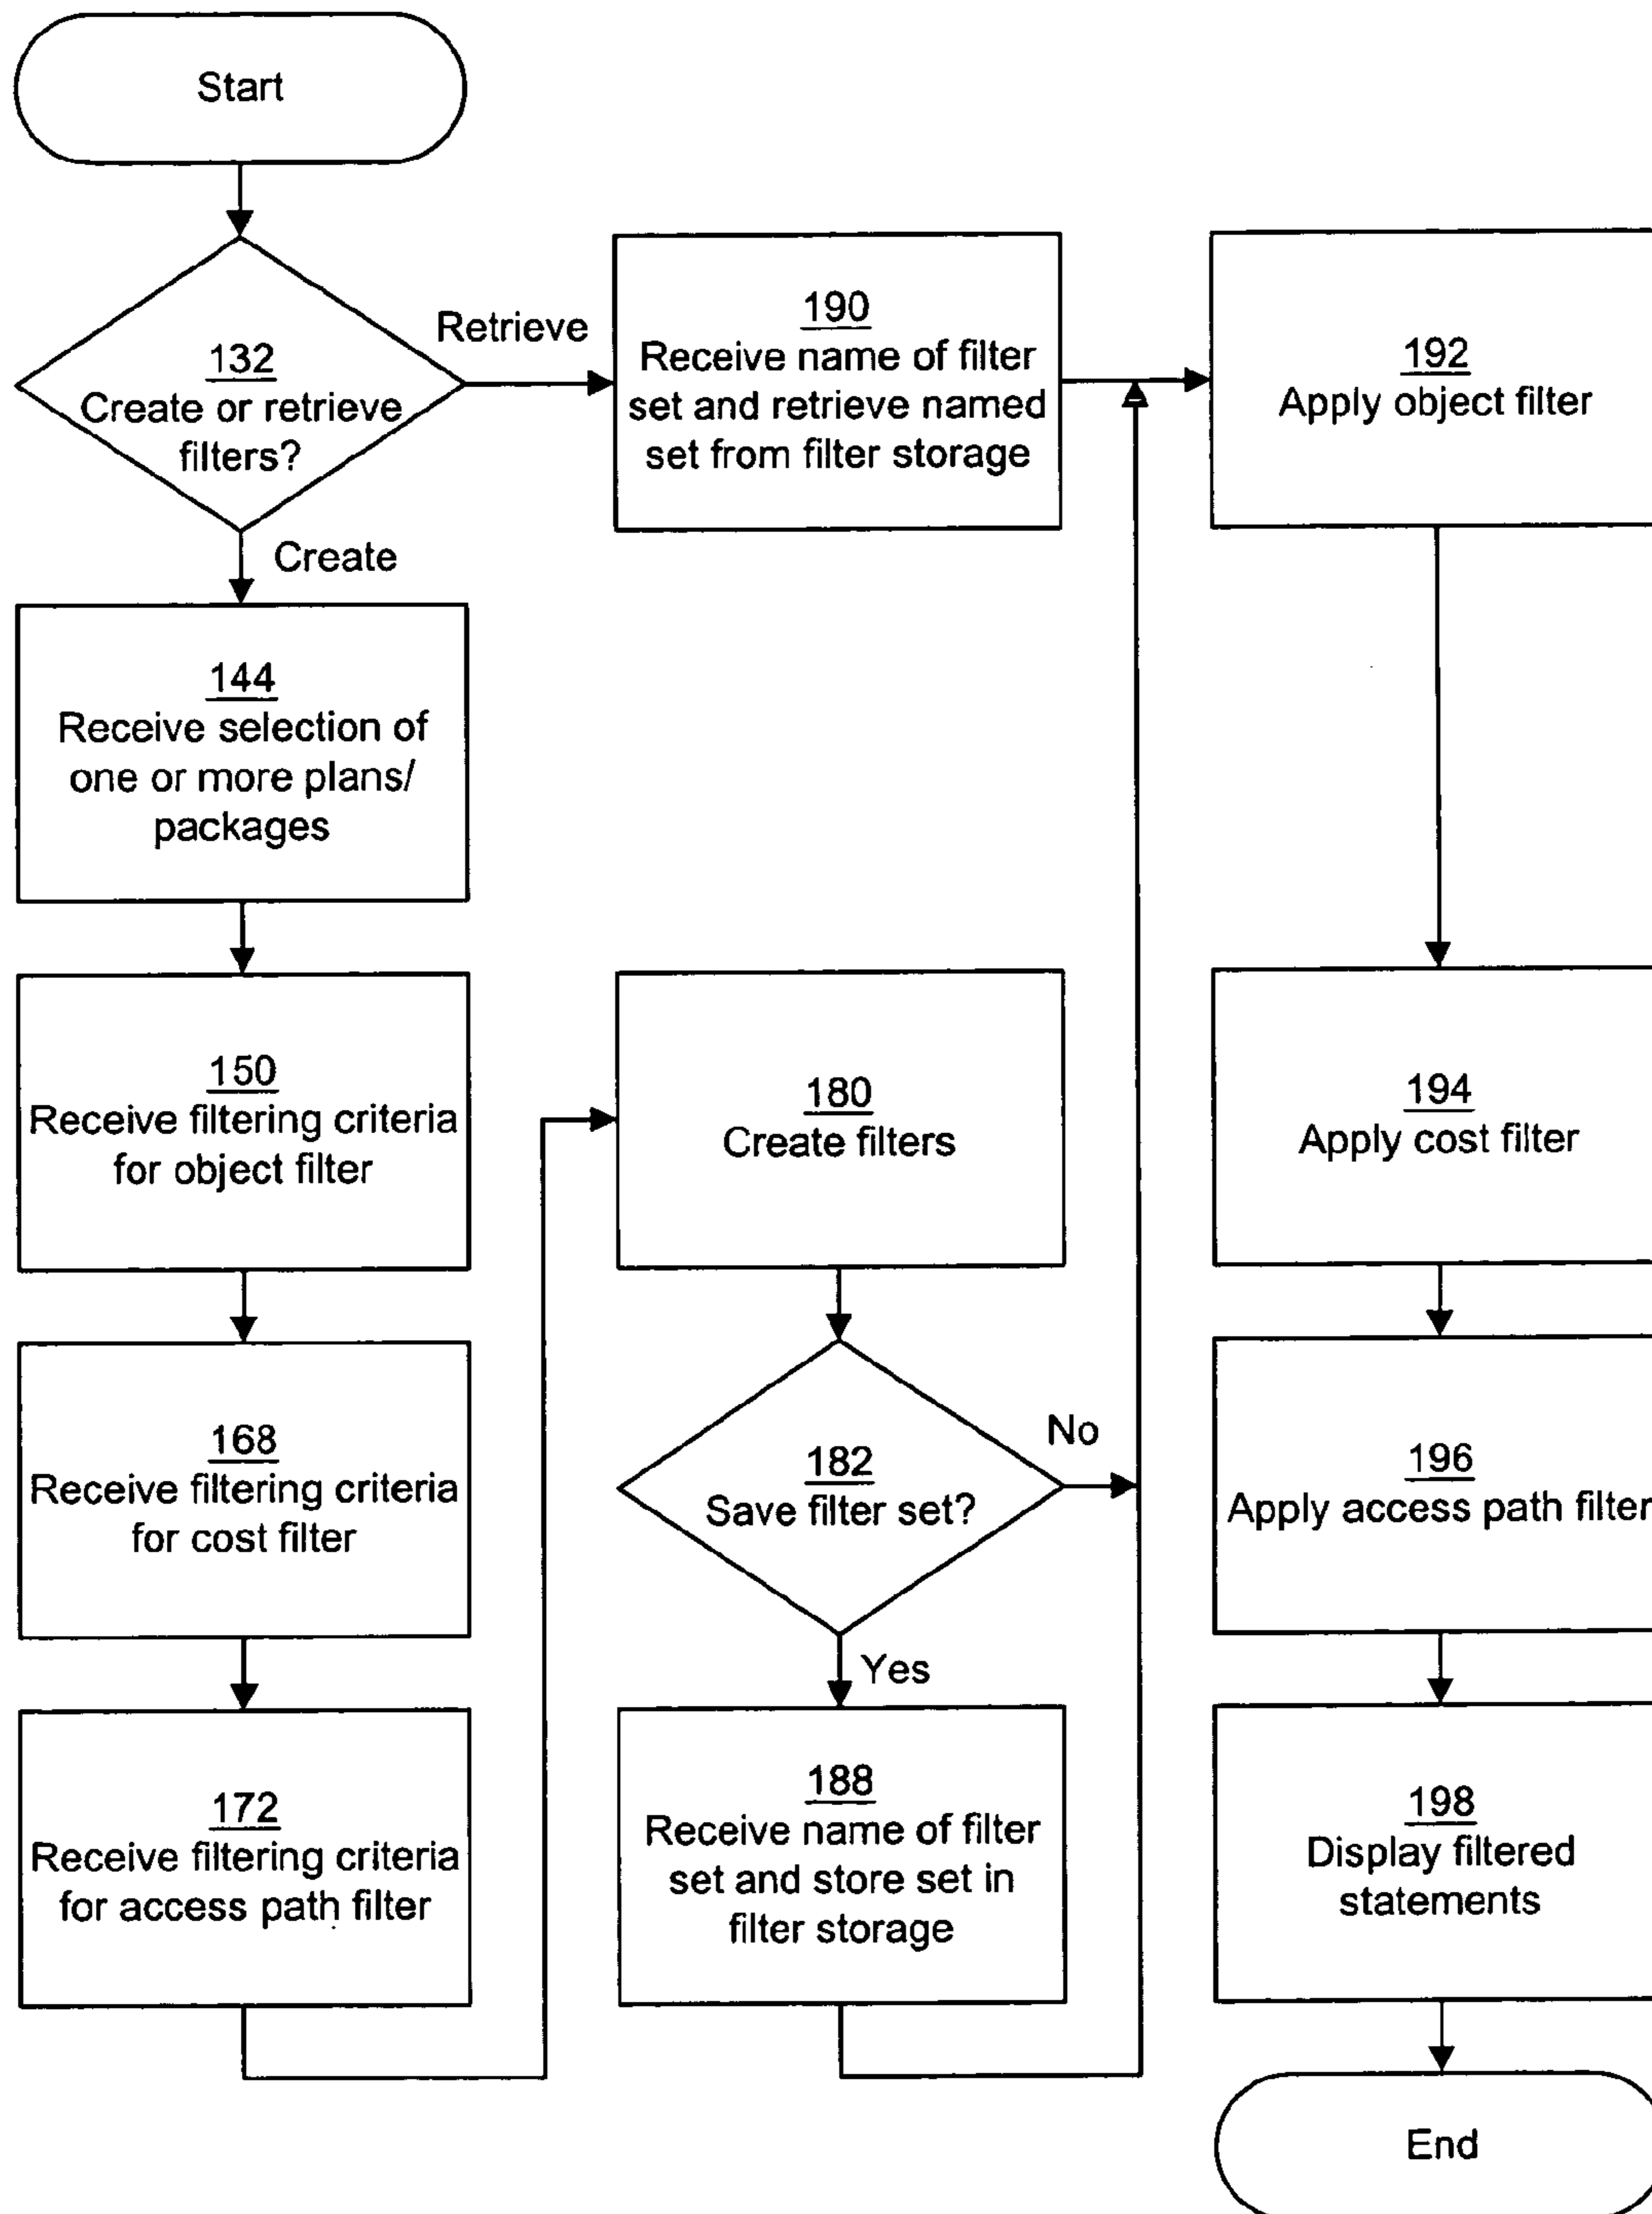 Start
132
Create or retrieve
filters?
Retrieve
Create
190
Receive name of filter
set and retrieve named
set from filter storage
192
Apply object filter
144
Receive selection of
one or more plans/
packages
150
Receive filtering criteria
for object filter
168
Receive filtering criteria
for cost filter
172
Receive filtering criteria
for access path filter
180
Create filters
182
Save filter set?
No
Yes
188
Receive name of filter
set and store set in
filter storage
194
Apply cost filter
196
Apply access path filter
198
Display filtered
statements
End